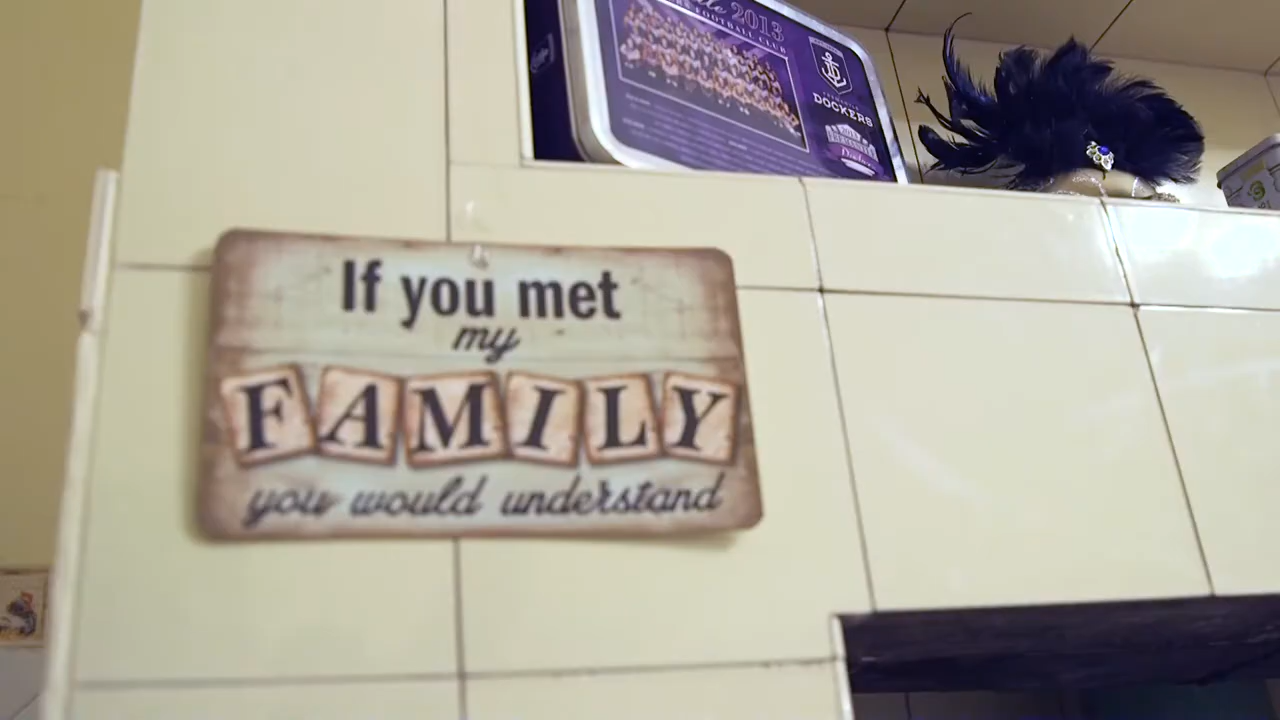 2013
FOOTBALL CLUB
DOCKERS
If you met
my
FAMILY
you would understand